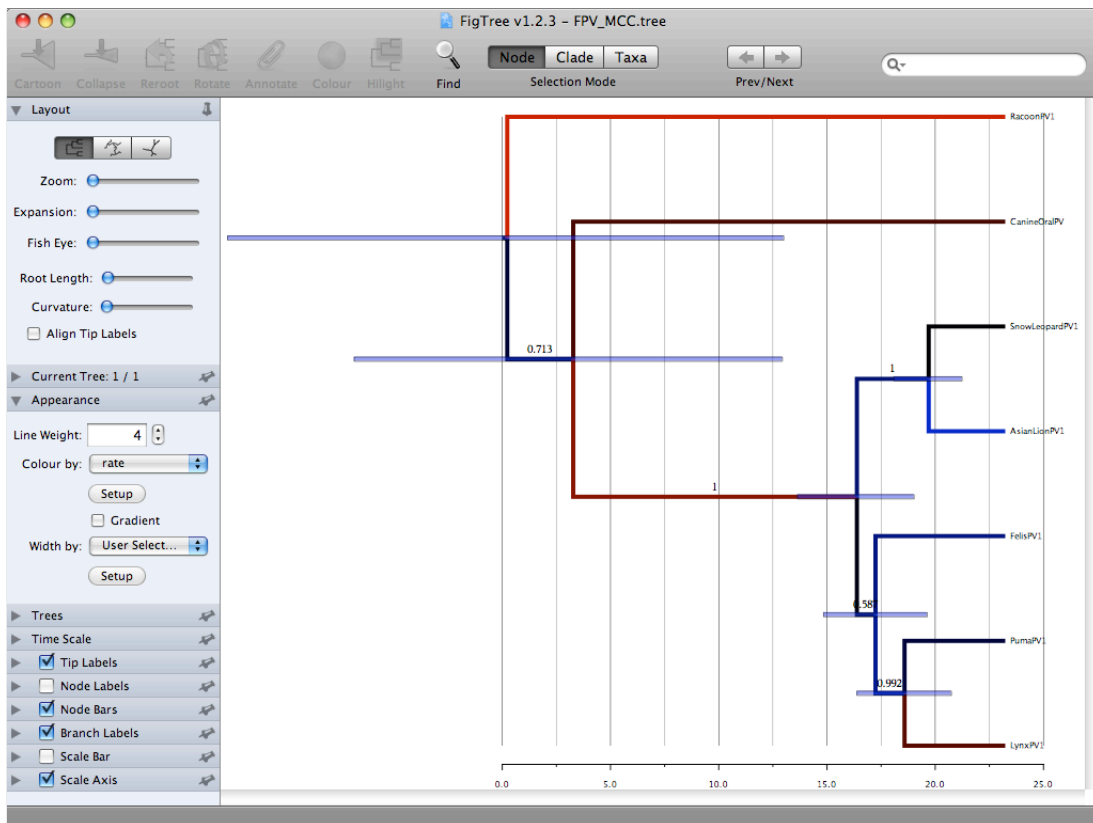 FigTree v1.2.3 – FPV_MCC.tree
Cartoon Collapse Reroot Rotate Annotate Colour Hilight Find
Node Clade Taxa
Selection Mode
Prev/Next
Layout
Zoom:
Expansion:
Fish Eye:
Root Length:
Curvature:
Align Tip Labels
Current Tree: 1 / 1
Appearance
Line Weight: 4
Colour by: rate
Setup
Gradient
Width by: User Select...
Setup
Trees
Time Scale
Tip Labels
Node Labels
Node Bars
Branch Labels
Scale Bar
Scale Axis
RacoonPV1
CanineOralPV
0.713
SnowLeopardPV1
1
AsianLionPV1
1
FelisPV1
PumaPV1
0.992
LynxPV1
0.0 5.0 10.0 15.0 20.0 25.0